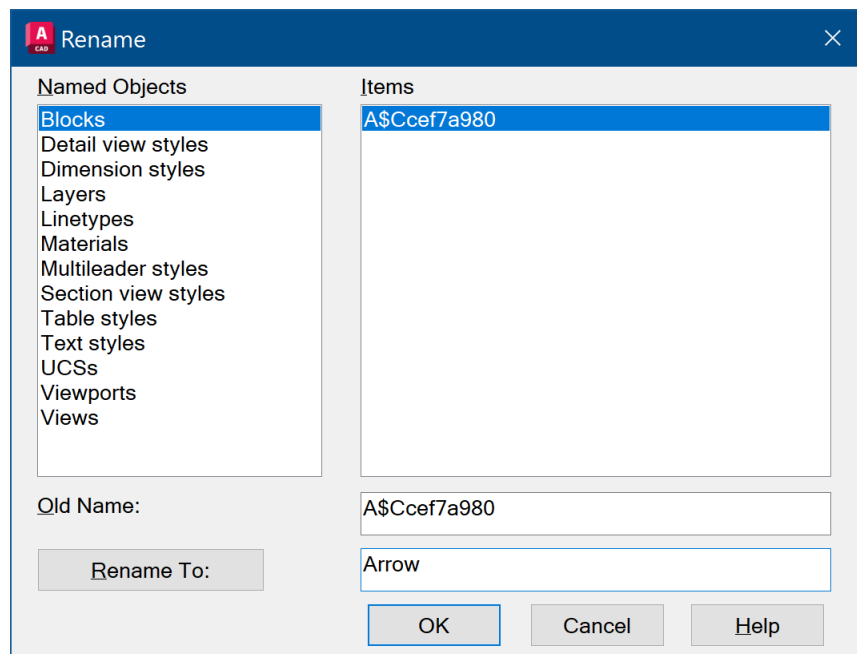 A
CAD
Rename
Named Objects
Blocks
Detail view styles
Dimension styles
Layers
Linetypes
Materials
Multileader styles
Section view styles
Table styles
Text styles
UCSs
Viewports
Views
Items
A$Ccef7a980
Old Name:
A$Ccef7a980
Rename To:
Arrow
OK
Cancel
Help